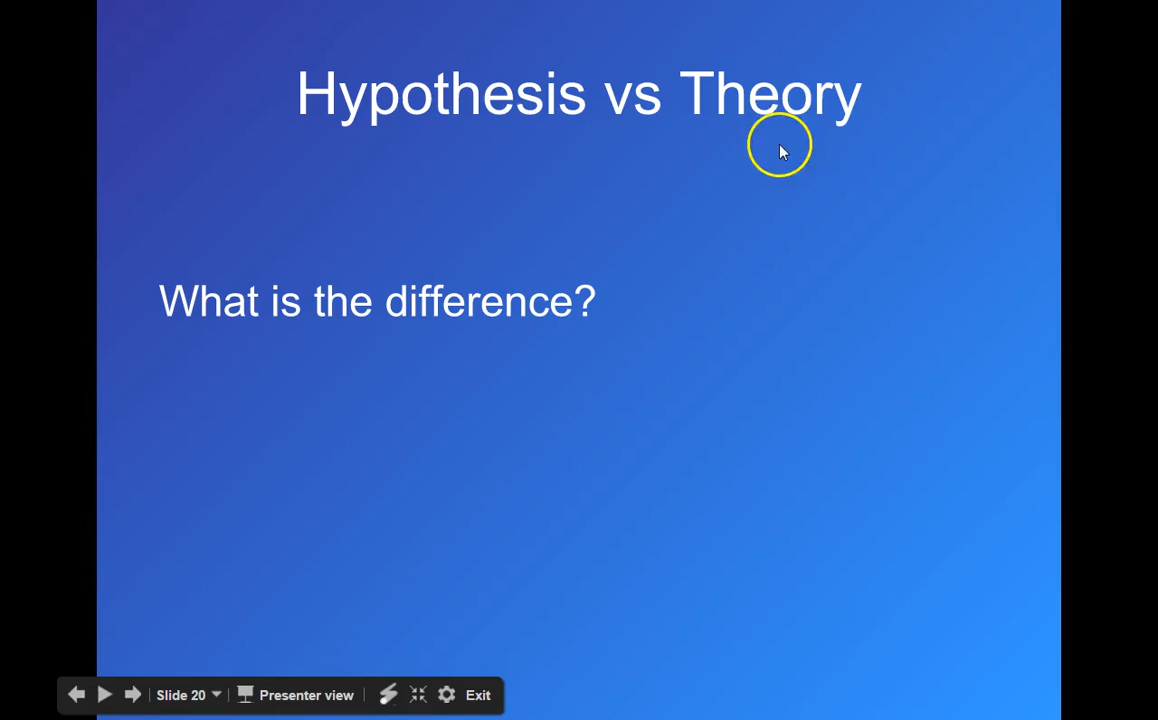 Hypothesis vs Theory
What is the difference?
Slide 20 Presenter view Exit